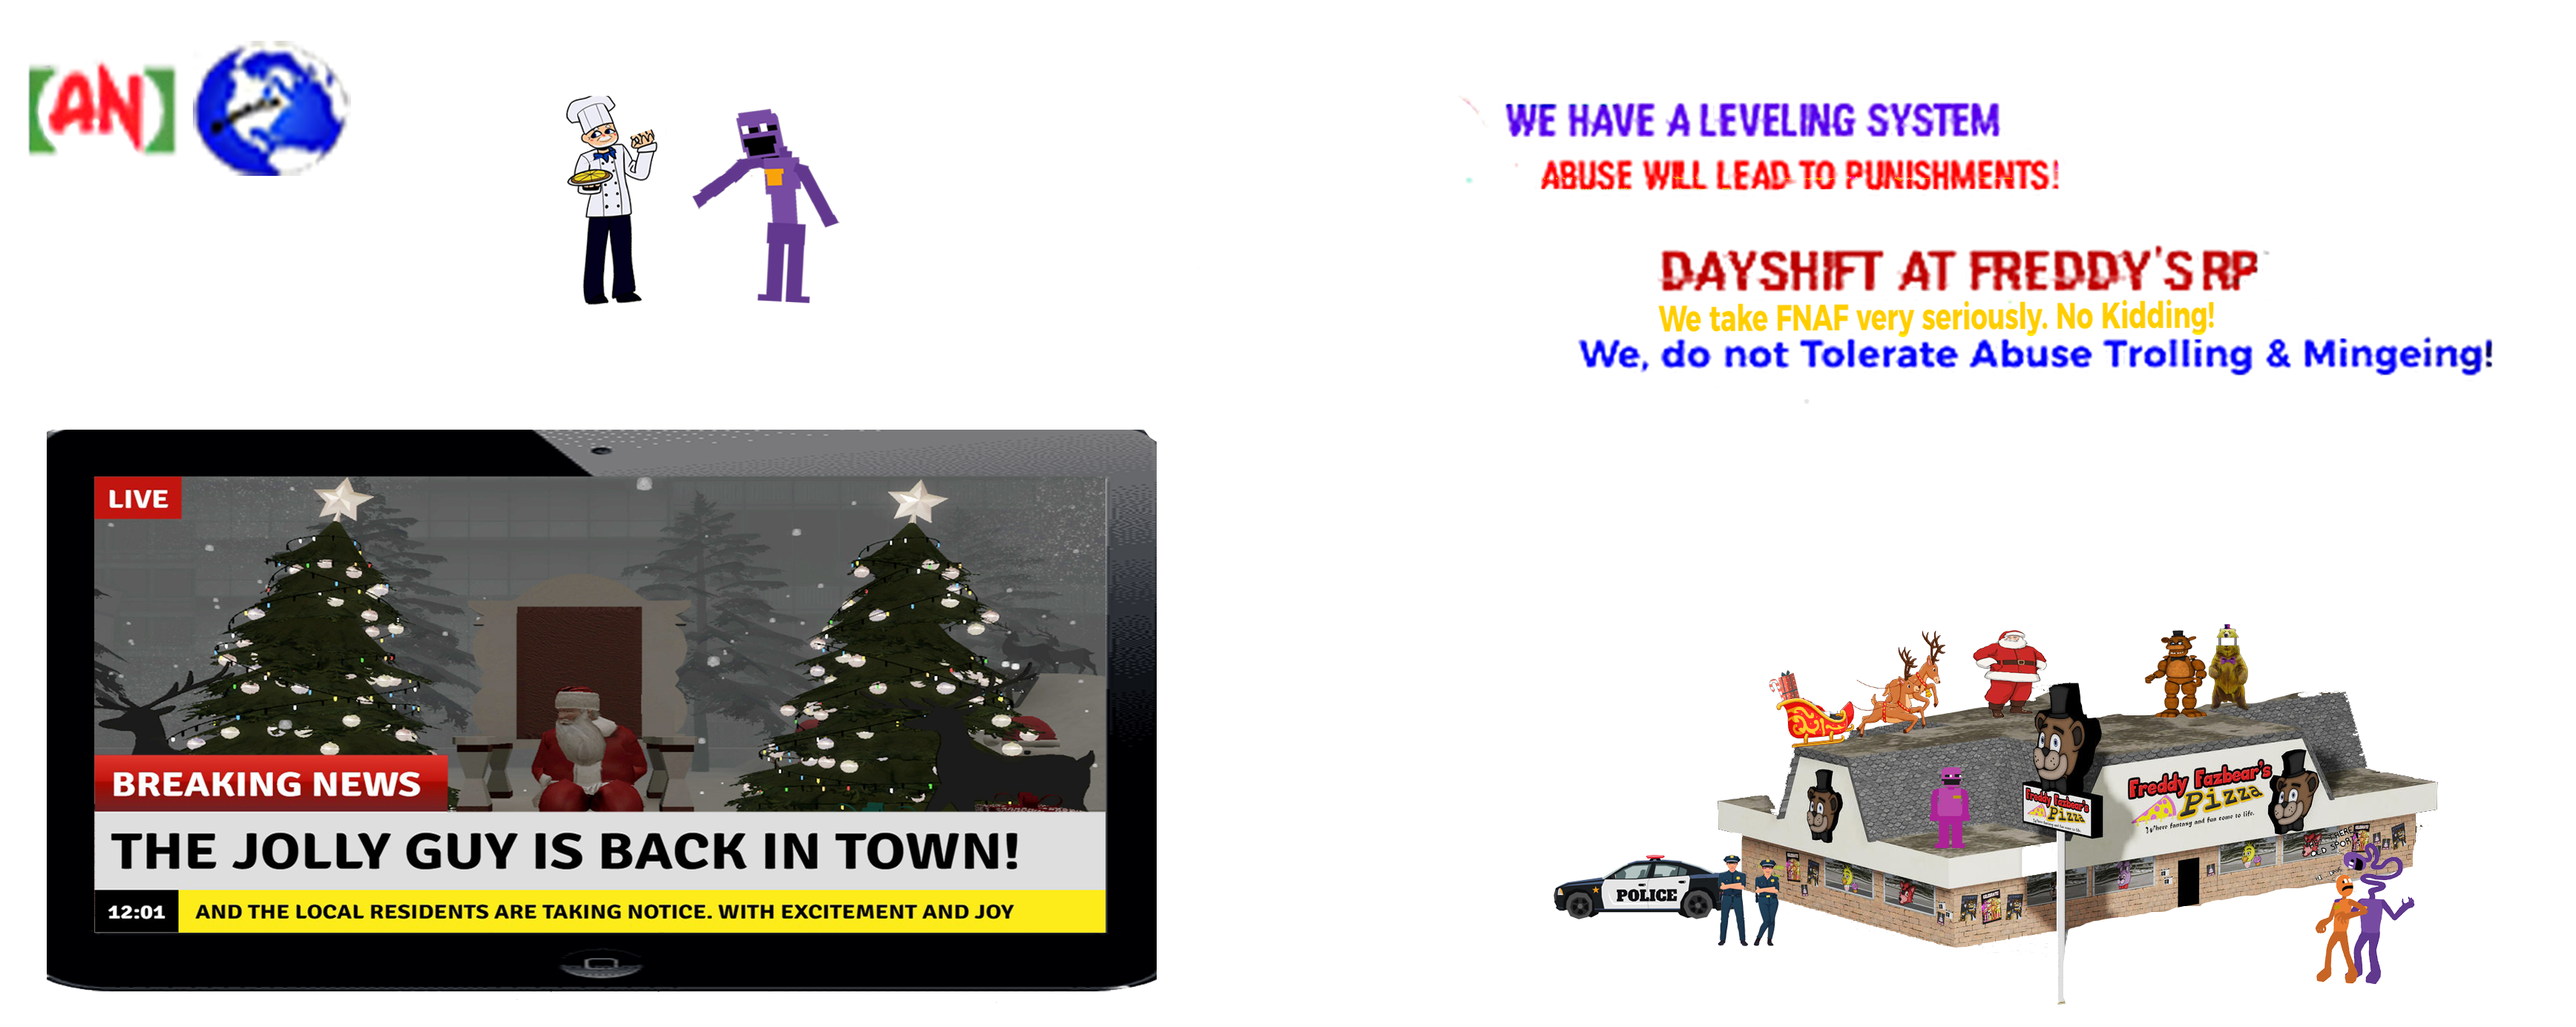 [AN]
WE HAVE A LEVELING SYSTEM
ABUSE WILL LEAD TO PUNISHMENTS!
DAYSHIFT AT FREDDY'S RP
We take FNAF very seriously. No Kidding!
We, do not Tolerate Abuse Trolling & Mingeing!
LIVE
BREAKING NEWS
THE JOLLY GUY IS BACK IN TOWN!
12:01
AND THE LOCAL RESIDENTS ARE TAKING NOTICE. WITH EXCITEMENT AND JOY
Freddy Fazbear's
Pizza
Where fantasy and fun come to life.
Freddy Fazbear's
Pizza
POLICE